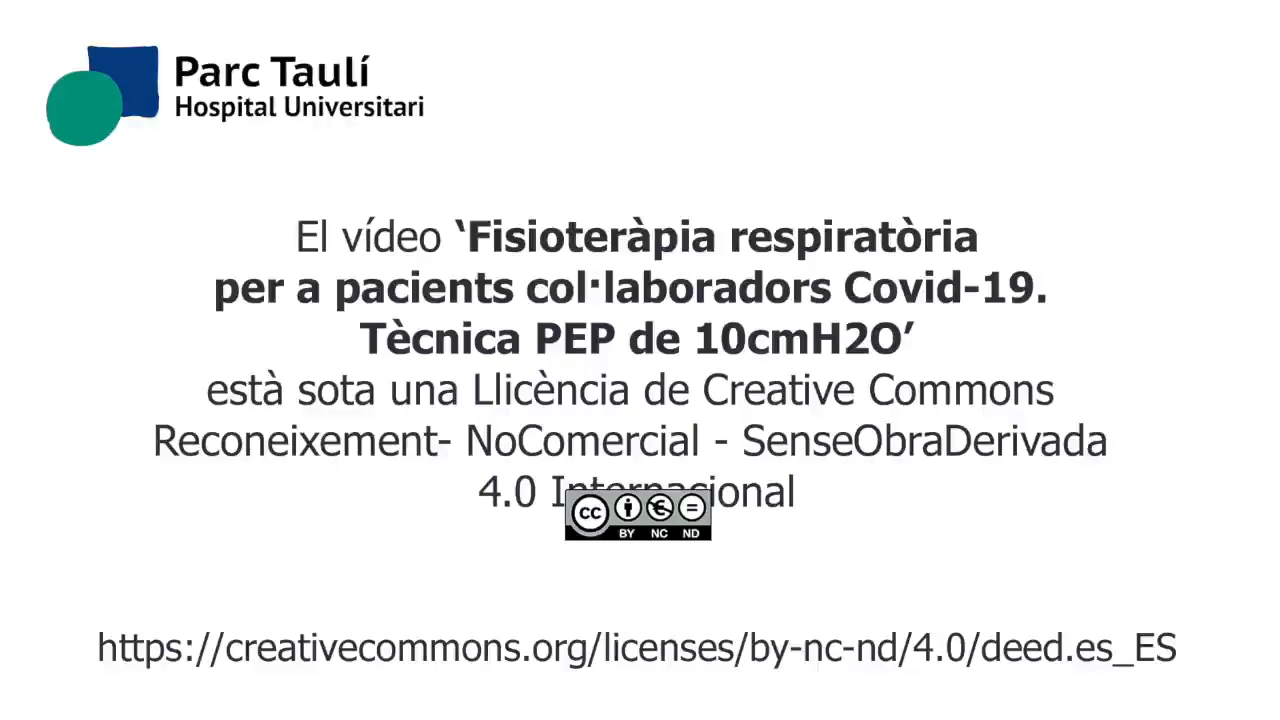 Parc Taulí
Hospital Universitari
El vídeo ‘Fisioteràpia respiratòria
per a pacients col·laboradors Covid-19.
Tècnica PEP de 10cmH2O’
està sota una Llicència de Creative Commons
Reconeixement- NoComercial - SenseObraDerivada
4.0 Internacional
cc
BY NC ND
https://creativecommons.org/licenses/by-nc-nd/4.0/deed.es_ES